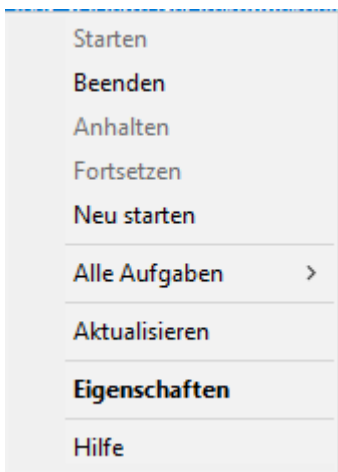 Starten
Beenden
Anhalten
Fortsetzen
Neu starten
Alle Aufgaben
Aktualisieren
Eigenschaften
Hilfe